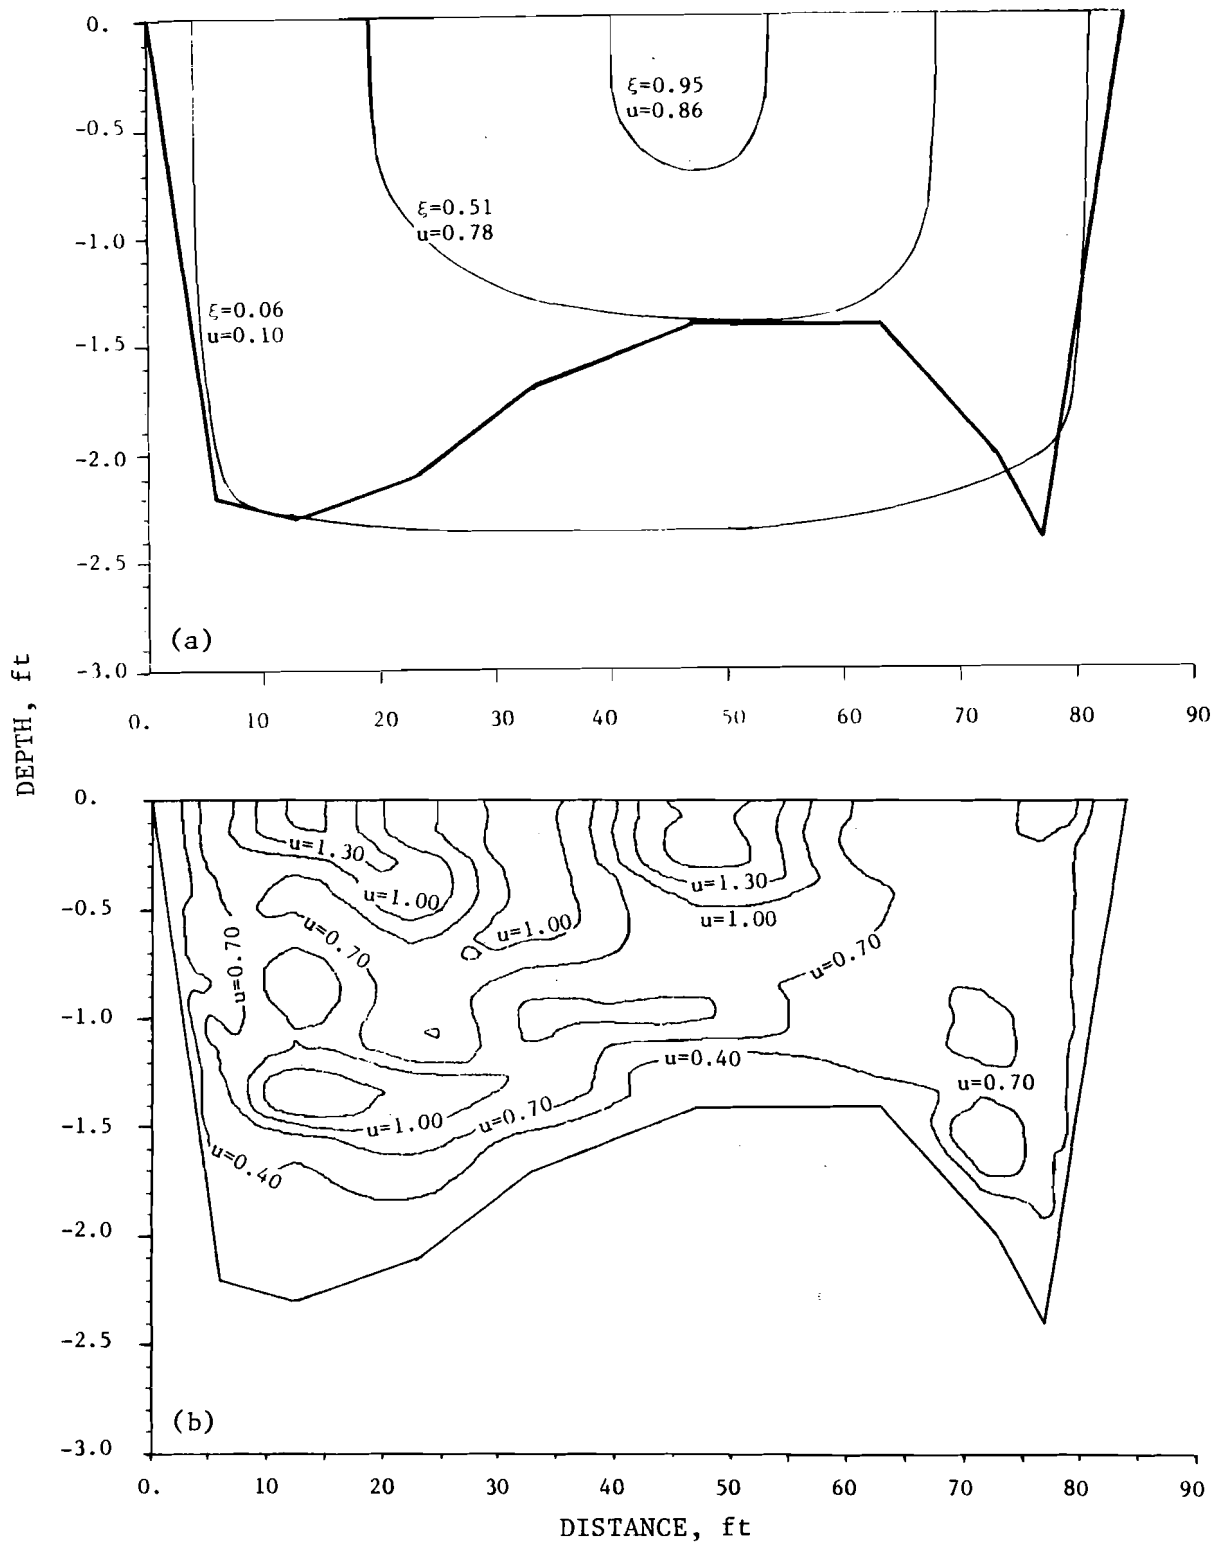 0.
-0.5
-1.0
-1.5
-2.0
-2.5
-3.0
ξ=0.95
u=0.86
ξ=0.51
u=0.78
ξ=0.06
u=0.10
(a)
0. 10 20 30 40 50 60 70 80 90
DEPTH, ft
0.
-0.5
-1.0
-1.5
-2.0
-2.5
-3.0
u=1.30
u=1.00
u=1.00
u=0.70
u=0.70
u=1.30
u=1.00
u=0.70
u=0.40
u=0.70
u=1.00
u=0.70
u=0.40
(b)
0. 10 20 30 40 50 60 70 80 90
DISTANCE, ft